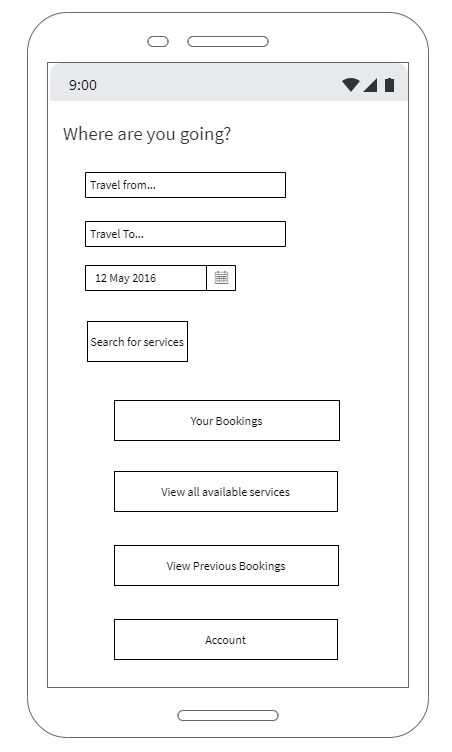 9:00
Where are you going?
Travel from...
Travel To...
12 May 2016
Search for services
Your Bookings
View all available services
View Previous Bookings
Account